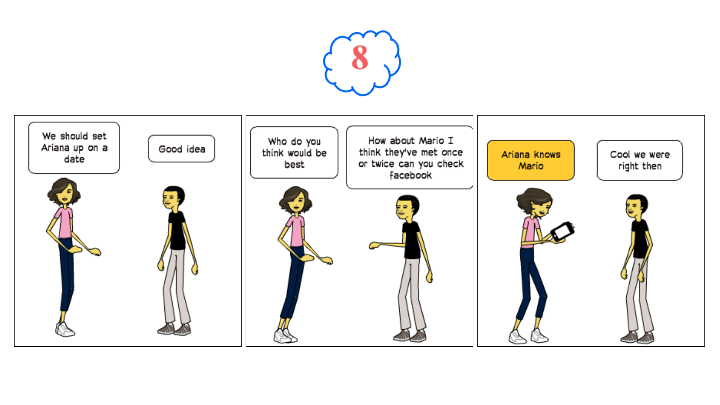 8
We should set
Ariana up on a
date
Good idea
Who do you
think would be
best
How about Mario I
think they've met once
or twice can you check
facebook
Ariana knows
Mario
Cool we were
right then